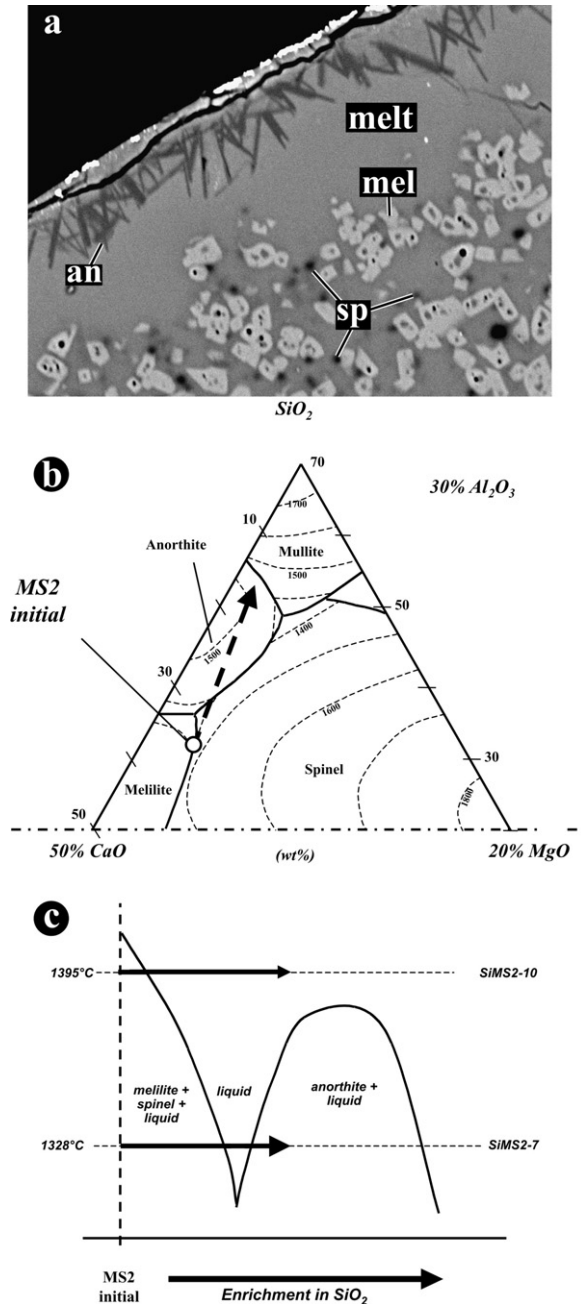 a
melt
mel
an
sp
SiO2
b
70
30% Al2O3
1700
10
Anorthite
Mullite
1500
MS2
initial
50
1400
1500
30
1600
Spinel
30
Melilite
1800
50
50% CaO
(wt%)
20% MgO
c
1395°C
SiMS2-10
melilite +
spinel +
liquid
liquid
anorthite +
liquid
1328°C
SiMS2-7
MS2
initial
Enrichment in SiO2